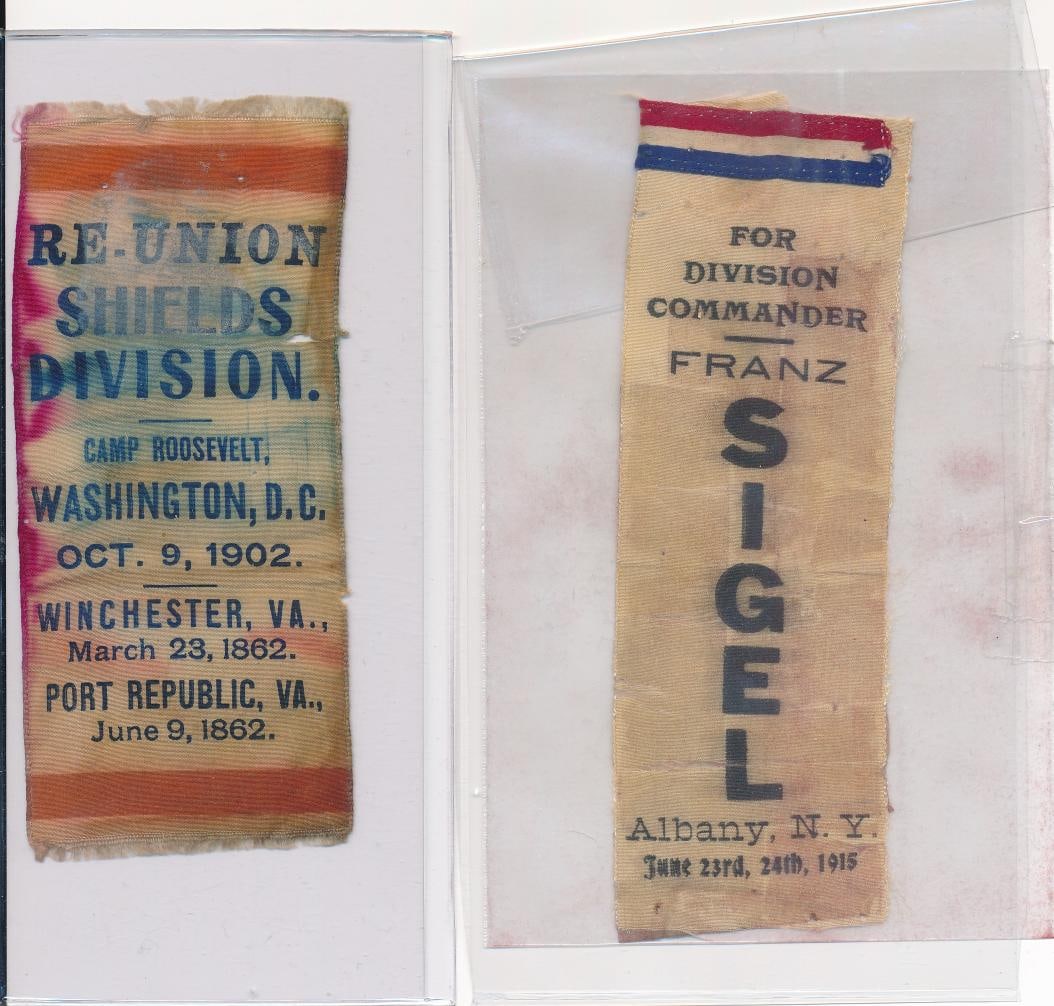 RE-UNION
SHIELDS
DIVISION.
CAMP ROOSEVELT,
WASHINGTON, D.C.
OCT. 9, 1902.
WINCHESTER, VA.,
March 23, 1862.
PORT REPUBLIC, VA.,
June 9, 1862.
FOR
DIVISION
COMMANDER
FRANZ
SIGEL
Albany, N. Y.
June 23rd, 24th, 1915